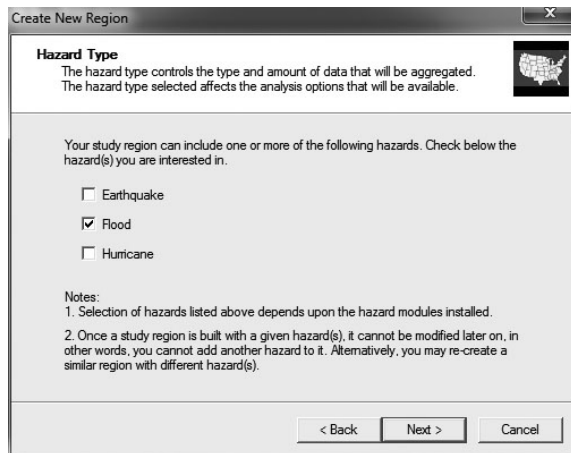 Create New Region
Hazard Type
The hazard type controls the type and amount of data that will be aggregated.
The hazard type selected affects the analysis options that will be available.
Your study region can include one or more of the following hazards. Check below the
hazard(s) you are interested in.
Earthquake
Flood
Hurricane
Notes:
1. Selection of hazards listed above depends upon the hazard modules installed.
2. Once a study region is built with a given hazard(s), it cannot be modified later on, in
other words, you cannot add another hazard to it. Alternatively, you may re-create a
similar region with different hazard(s).
< Back Next > Cancel